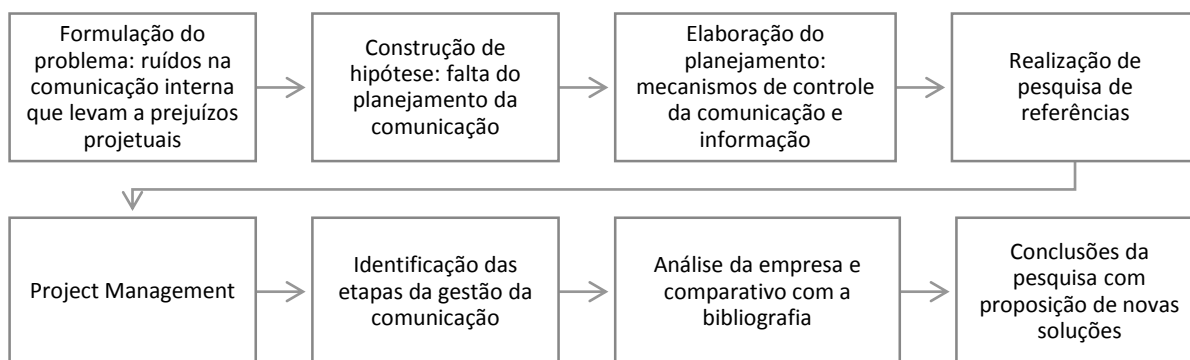 Formulação do
problema: ruídos na
comunicação interna
que levam a prejuízos
projetuais
Construção de
hipótese: falta do
planejamento da
comunicação
Elaboração do
planejamento:
mecanismos de controle
da comunicação e
informação
Realização de
pesquisa de
referências
Project Management
Identificação das
etapas da gestão da
comunicação
Análise da empresa e
comparativo com a
bibliografia
Conclusões da
pesquisa com
proposição de novas
soluções